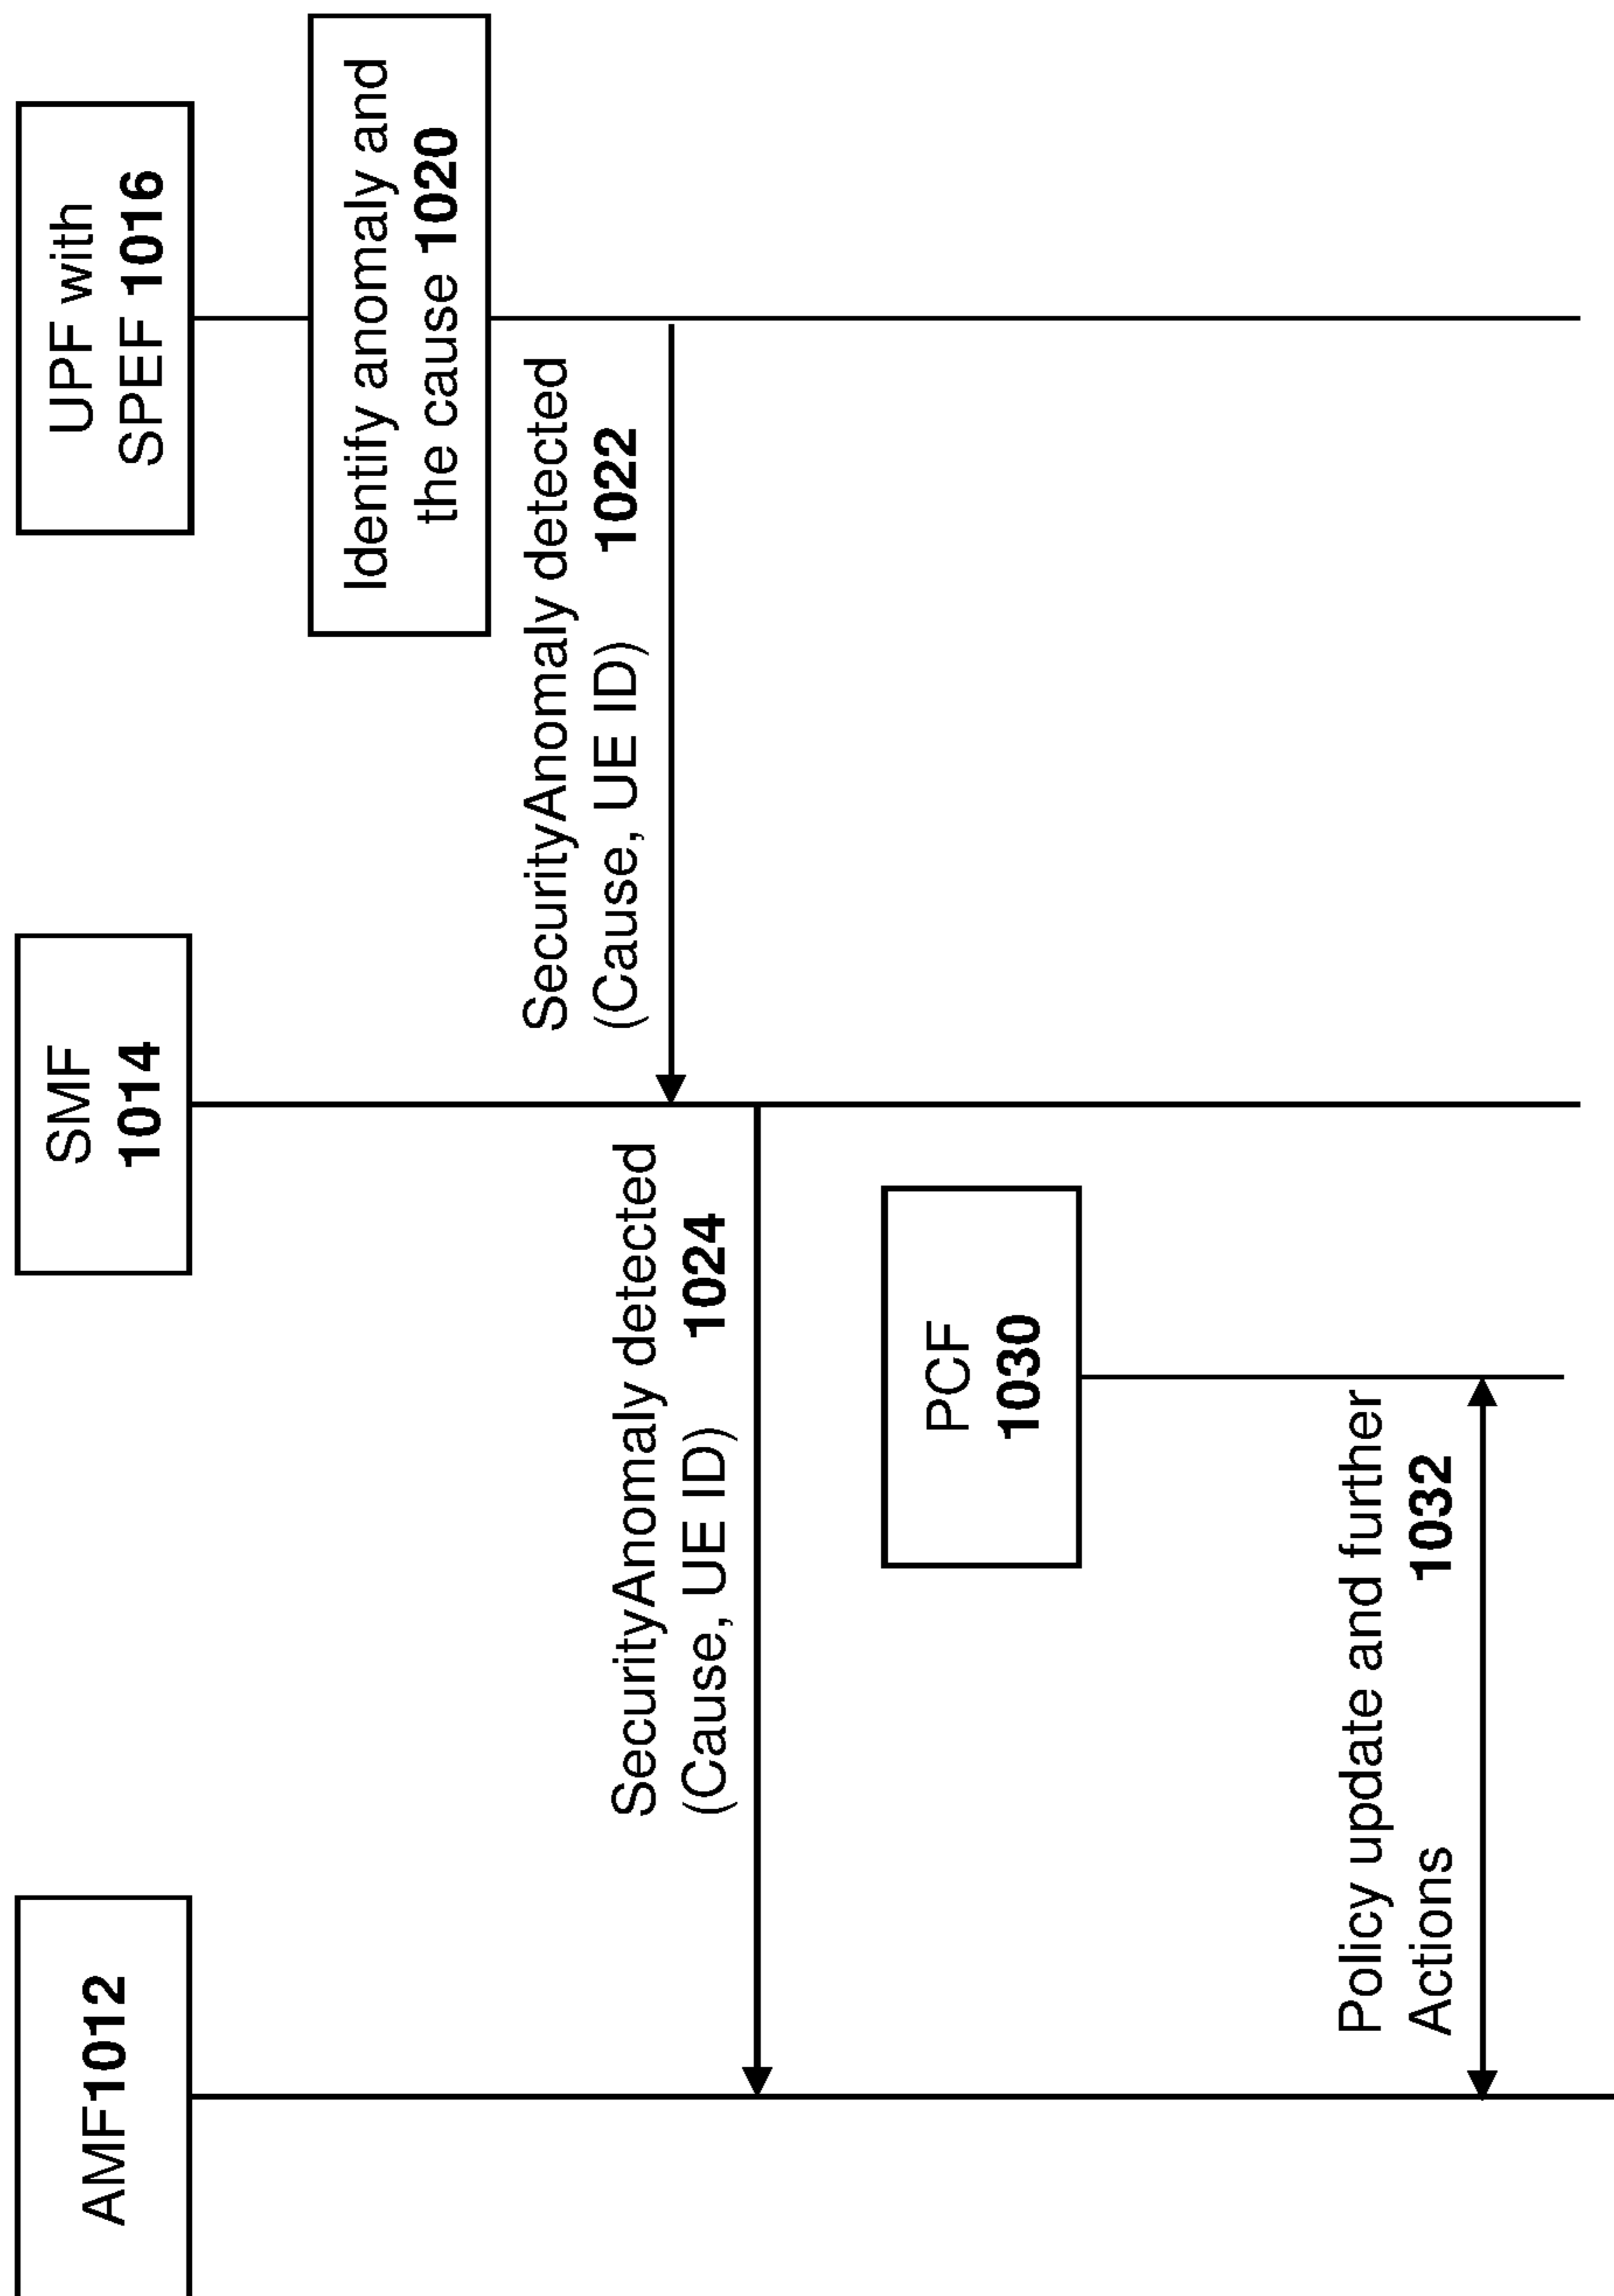 AMF1012
SMF
1014
UPF with
SPEF 1016
Identify anomaly and
the cause 1020
SecurityAnomaly detected
(Cause, UE ID) 1022
SecurityAnomaly detected
(Cause, UE ID) 1024
PCF
1030
Policy update and further
Actions 1032